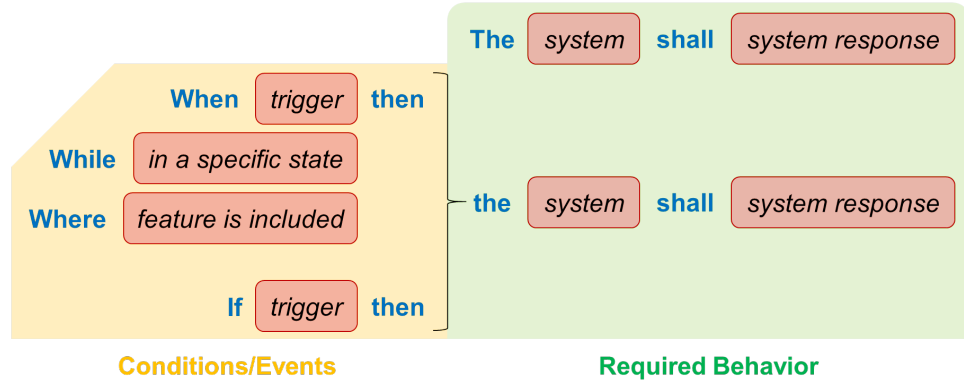 The system shall system response
When trigger then
While in a specific state
Where feature is included
the system shall system response
If trigger then
Conditions/Events
Required Behavior